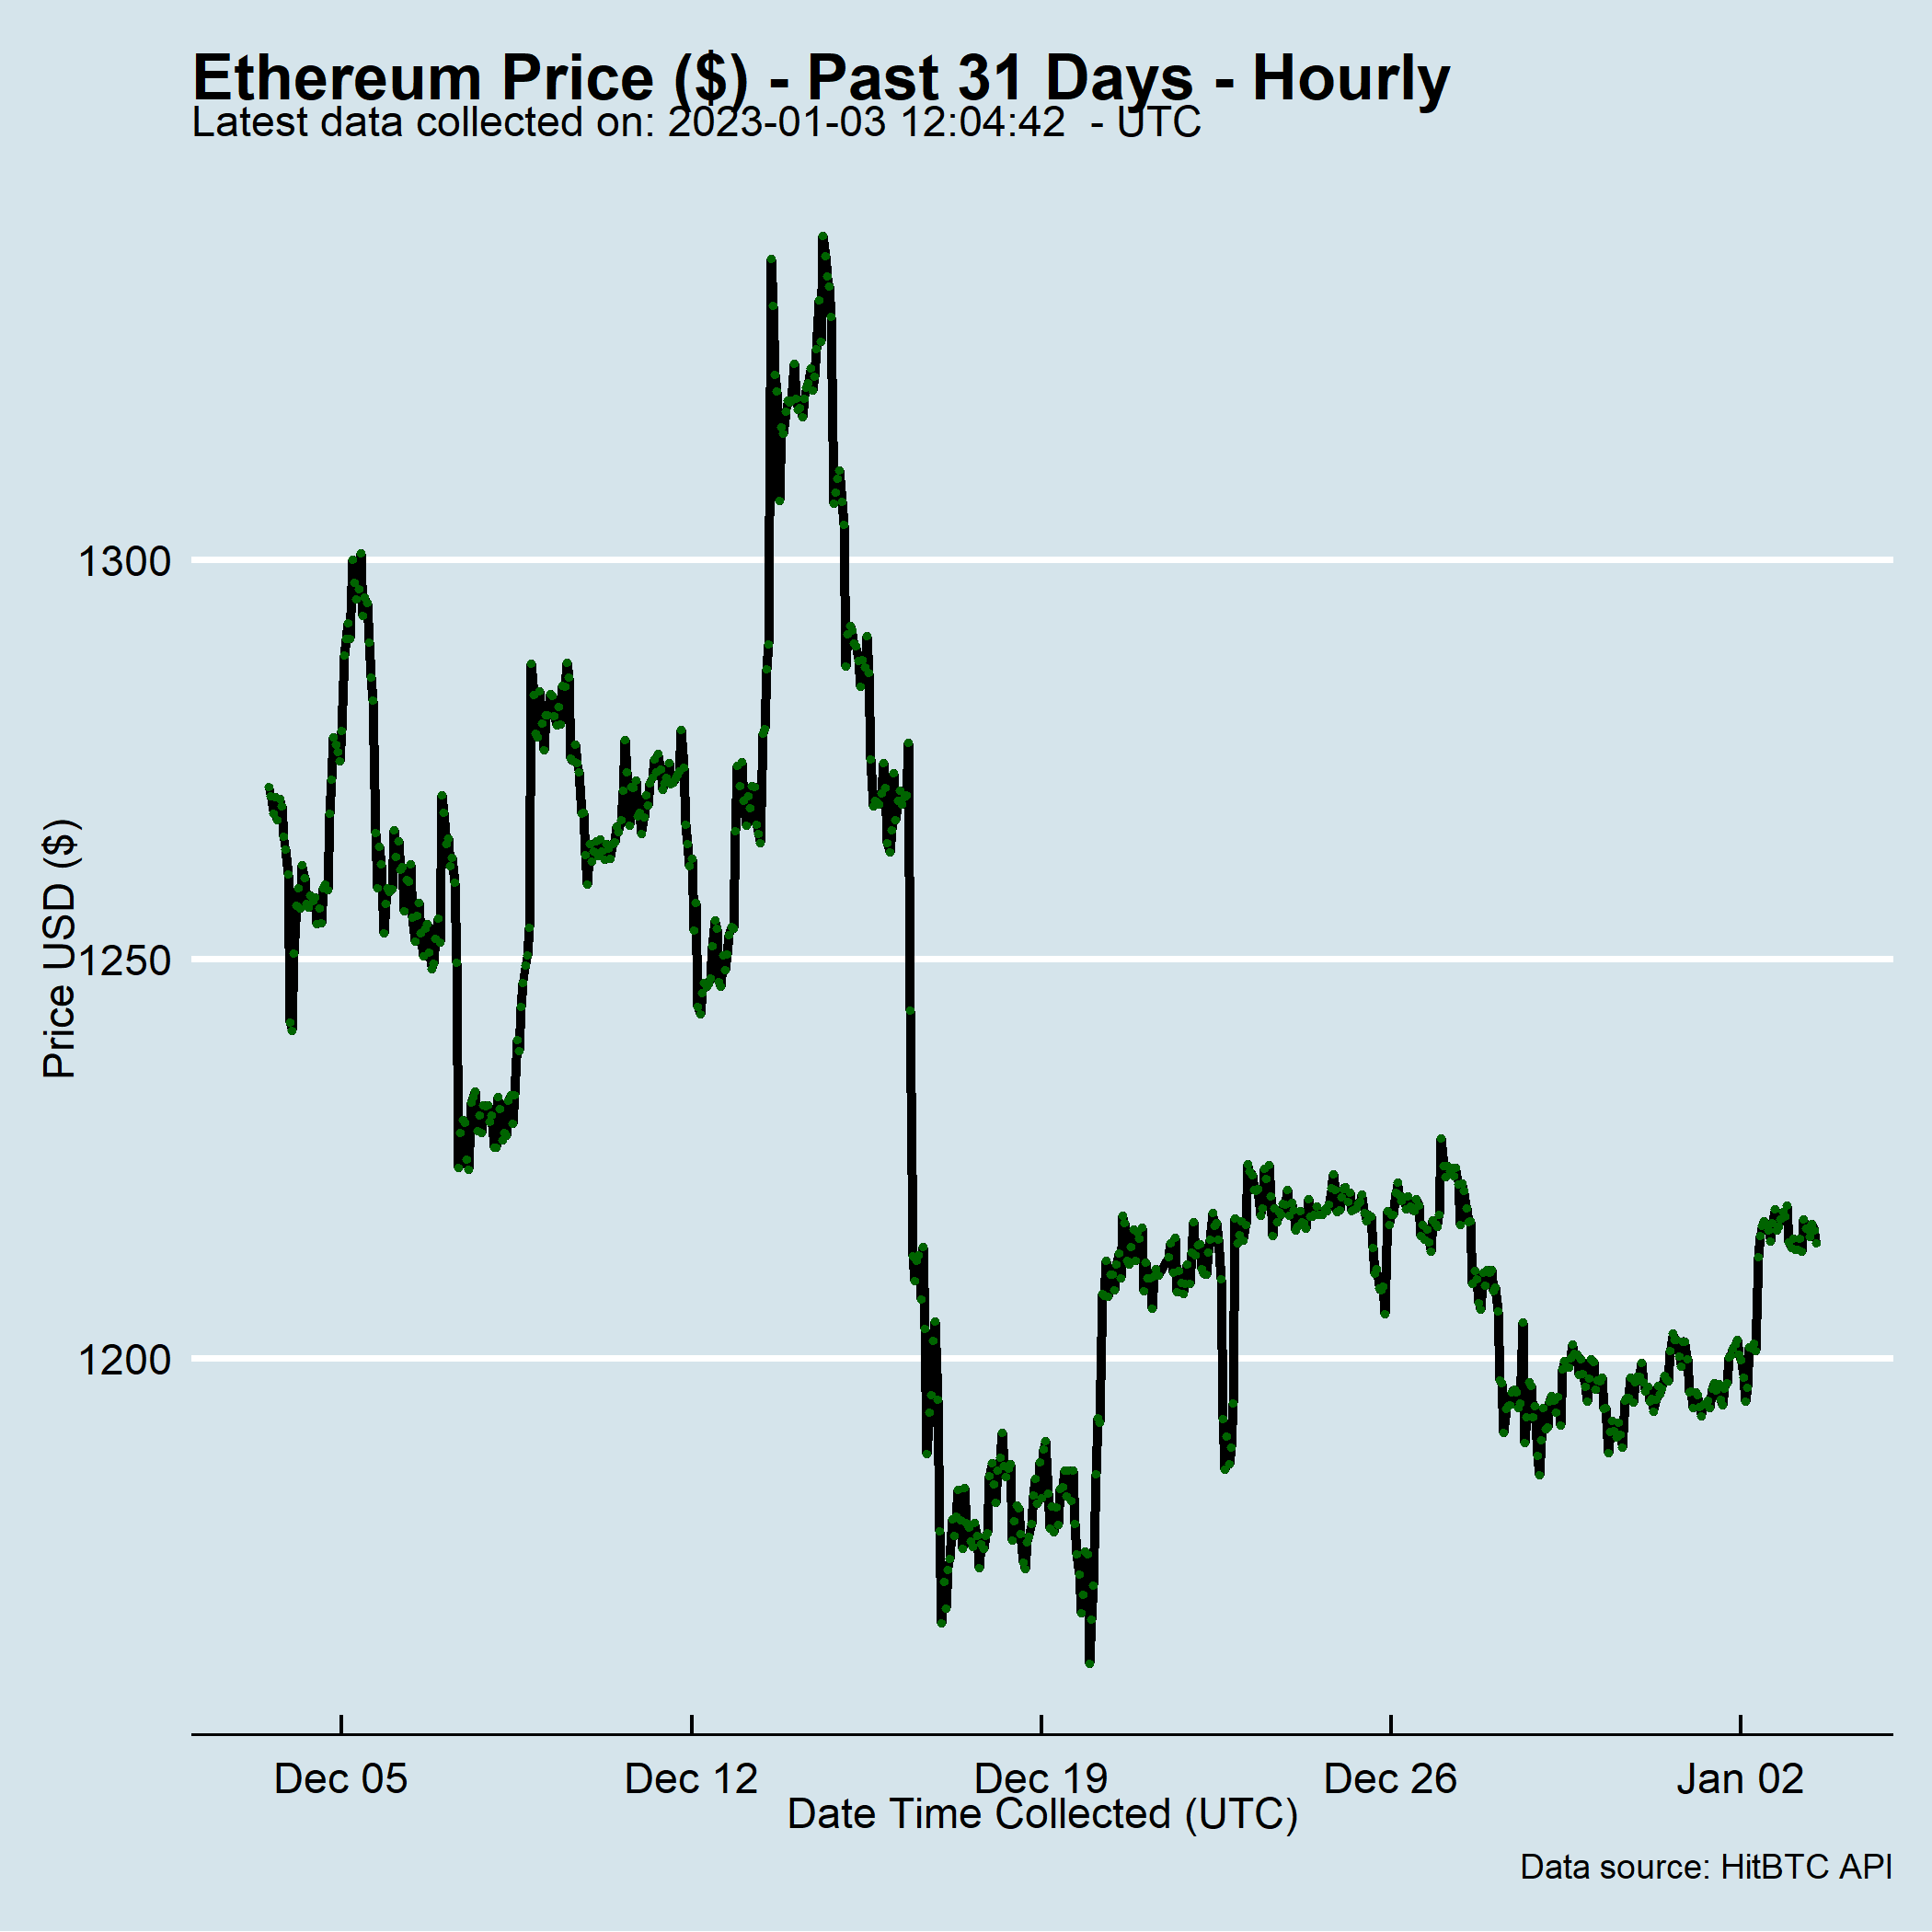 Ethereum Price ($) - Past 31 Days - Hourly
Latest data collected on: 2023-01-03 12:04:42  - UTC
Price USD ($)
1300
1250
1200
Dec 05
Dec 12
Dec 19
Dec 26
Jan 02
Date Time Collected (UTC)
Data source: HitBTC API